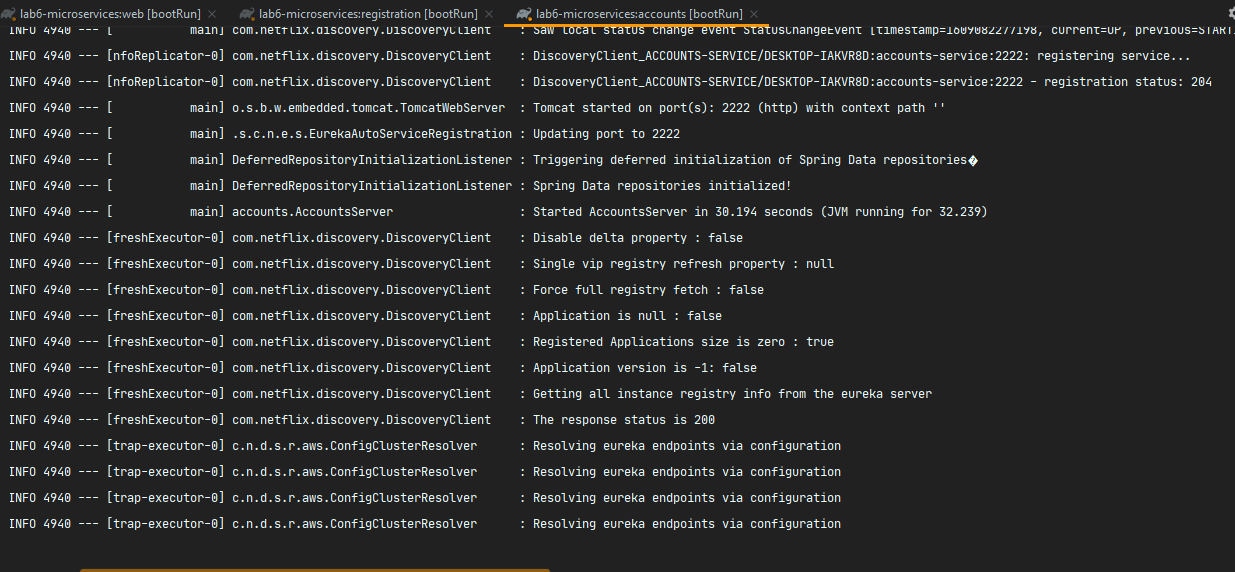 lab6-microservices:web [bootRun] × lab6-microservices:registration [bootRun] × lab6-microservices:accounts [bootRun] ×
INFO 4940 --- [           main] com.netflix.discovery.DiscoveryClient    : Saw local status change event StatusChangeEvent [timestamp=1609082277198, current=UP, previous=STARTI
INFO 4940 --- [nfoReplicator-0] com.netflix.discovery.DiscoveryClient    : DiscoveryClient_ACCOUNTS-SERVICE/DESKTOP-IAKVR8D:accounts-service:2222: registering service...
INFO 4940 --- [nfoReplicator-0] com.netflix.discovery.DiscoveryClient    : DiscoveryClient_ACCOUNTS-SERVICE/DESKTOP-IAKVR8D:accounts-service:2222 - registration status: 204
INFO 4940 --- [           main] o.s.b.w.embedded.tomcat.TomcatWebServer  : Tomcat started on port(s): 2222 (http) with context path ''
INFO 4940 --- [           main] .s.c.n.e.s.EurekaAutoServiceRegistration : Updating port to 2222
INFO 4940 --- [           main] DeferredRepositoryInitializationListener : Triggering deferred initialization of Spring Data repositories�
INFO 4940 --- [           main] DeferredRepositoryInitializationListener : Spring Data repositories initialized!
INFO 4940 --- [           main] accounts.AccountsServer                  : Started AccountsServer in 30.194 seconds (JVM running for 32.239)
INFO 4940 --- [freshExecutor-0] com.netflix.discovery.DiscoveryClient    : Disable delta property : false
INFO 4940 --- [freshExecutor-0] com.netflix.discovery.DiscoveryClient    : Single vip registry refresh property : null
INFO 4940 --- [freshExecutor-0] com.netflix.discovery.DiscoveryClient    : Force full registry fetch : false
INFO 4940 --- [freshExecutor-0] com.netflix.discovery.DiscoveryClient    : Application is null : false
INFO 4940 --- [freshExecutor-0] com.netflix.discovery.DiscoveryClient    : Registered Applications size is zero : true
INFO 4940 --- [freshExecutor-0] com.netflix.discovery.DiscoveryClient    : Application version is -1: false
INFO 4940 --- [freshExecutor-0] com.netflix.discovery.DiscoveryClient    : Getting all instance registry info from the eureka server
INFO 4940 --- [freshExecutor-0] com.netflix.discovery.DiscoveryClient    : The response status is 200
INFO 4940 --- [trap-executor-0] c.n.d.s.r.aws.ConfigClusterResolver      : Resolving eureka endpoints via configuration
INFO 4940 --- [trap-executor-0] c.n.d.s.r.aws.ConfigClusterResolver      : Resolving eureka endpoints via configuration
INFO 4940 --- [trap-executor-0] c.n.d.s.r.aws.ConfigClusterResolver      : Resolving eureka endpoints via configuration
INFO 4940 --- [trap-executor-0] c.n.d.s.r.aws.ConfigClusterResolver      : Resolving eureka endpoints via configuration